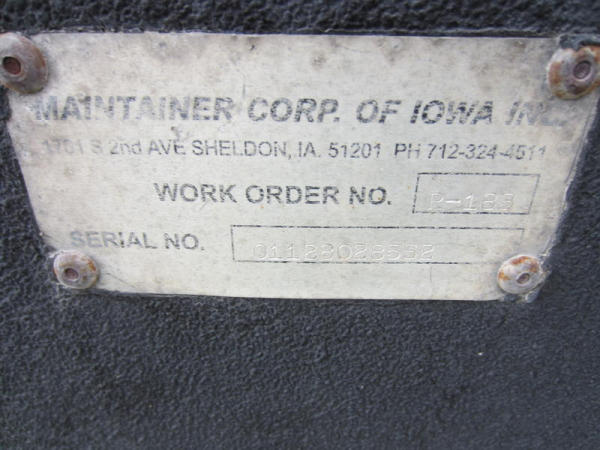 MAINTAINER CORP. OF IOWA INC.
1701 S 2nd AVE SHELDON, IA. 51201 PH 712-324-4511
WORK ORDER NO.
SERIAL NO. 01128028532